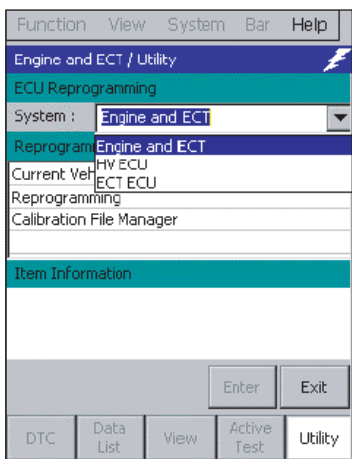 Function View System Bar Help
Engine and ECT / Utility
ECU Reprogramming
System : Engine and ECT
Reprogram
Engine and ECT
HV ECU
ECT ECU
Current Veh
Reprogramming
Calibration File Manager
Item Information
Enter Exit
DTC Data List View Active Test Utility